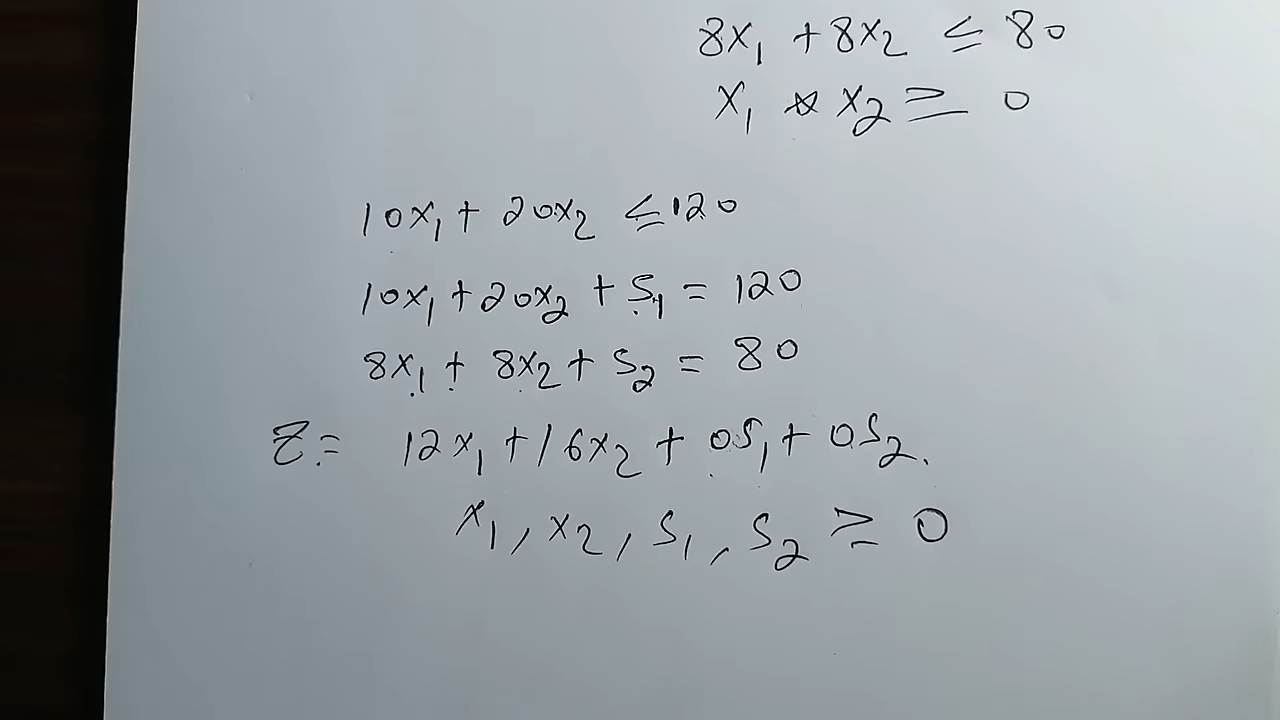 8x₁ + 8x₂ ≤ 80
x₁ & x₂ ≥ 0
10x₁ + 20x₂ ≤ 120
10x₁ + 20x₂ + S₁ = 120
8x₁ + 8x₂ + S₂ = 80
Z = 12x₁ + 16x₂ + 0S₁ + 0S₂.
x₁, x₂, S₁, S₂ ≥ 0